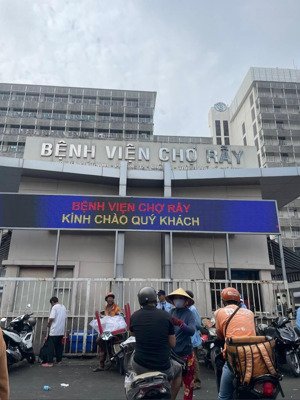 BỆNH VIỆN CHỢ RẪY
BỆNH VIỆN CHỢ RẪY
KÍNH CHÀO QUÝ KHÁCH